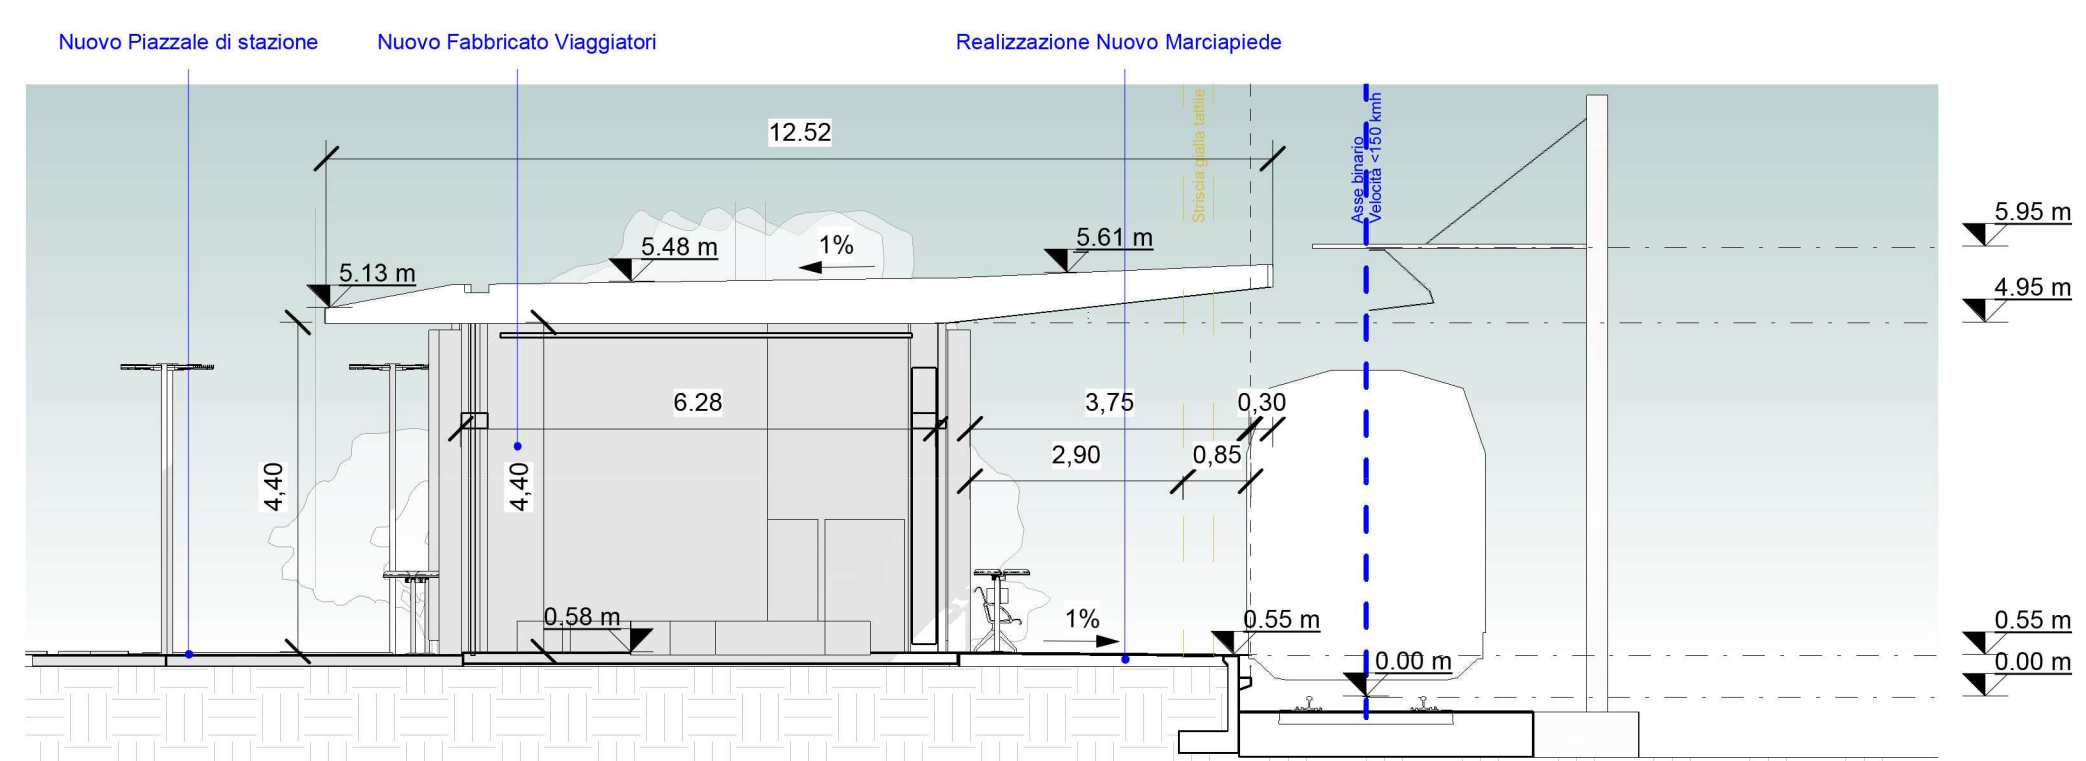 Nuovo Piazzale di stazione
Nuovo Fabbricato Viaggiatori
Realizzazione Nuovo Marciapiede
12.52
Striscia gialla tattile
Asse binario
Velocità <150 kmh
5.95 m
5.61 m
5.48 m
1%
5.13 m
4.95 m
6.28
3,75
0,30
2,90
0,85
4,40
4,40
0.58 m
1%
0.55 m
0.55 m
0.00 m
0.00 m